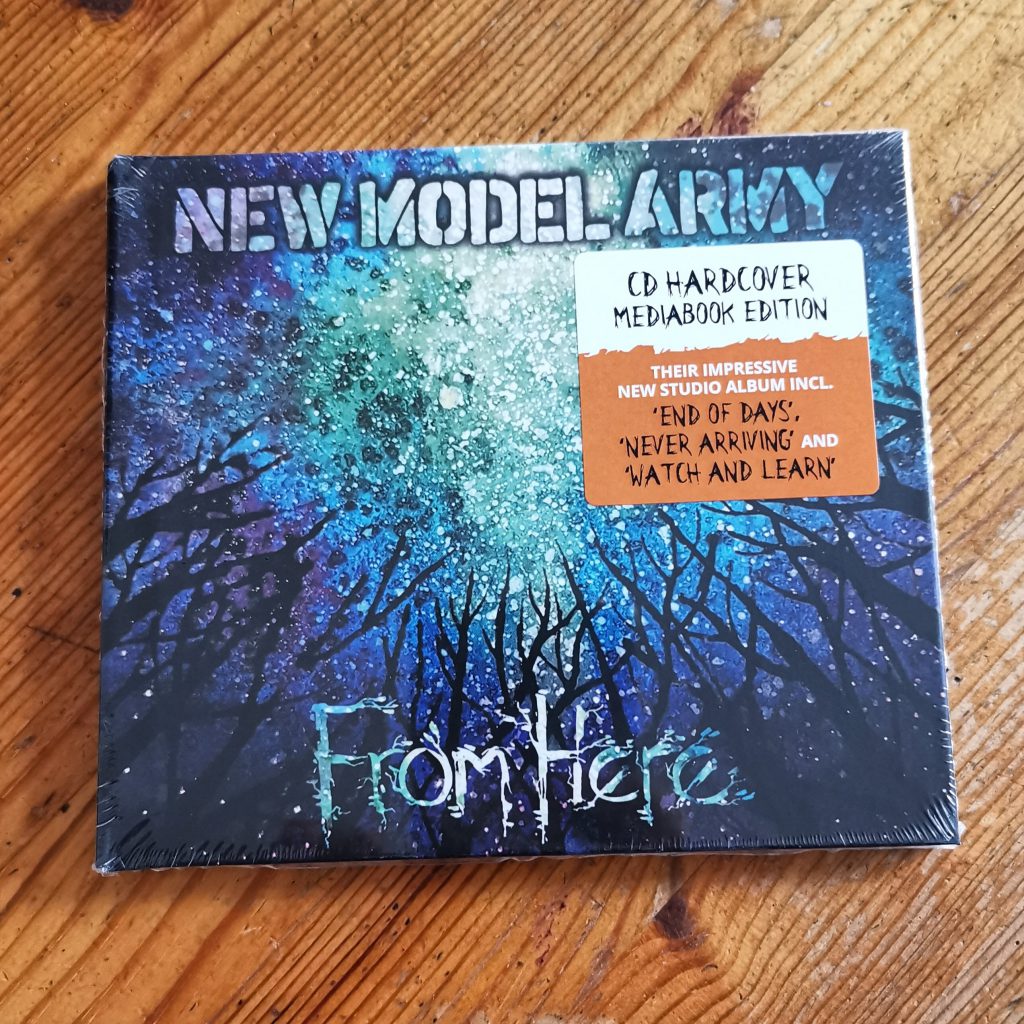 NEW MODEL ARMY
CD HARDCOVER
MEDIABOOK EDITION
THEIR IMPRESSIVE
NEW STUDIO ALBUM INCL.
'END OF DAYS',
'NEVER ARRIVING' AND
'WATCH AND LEARN'
From Here